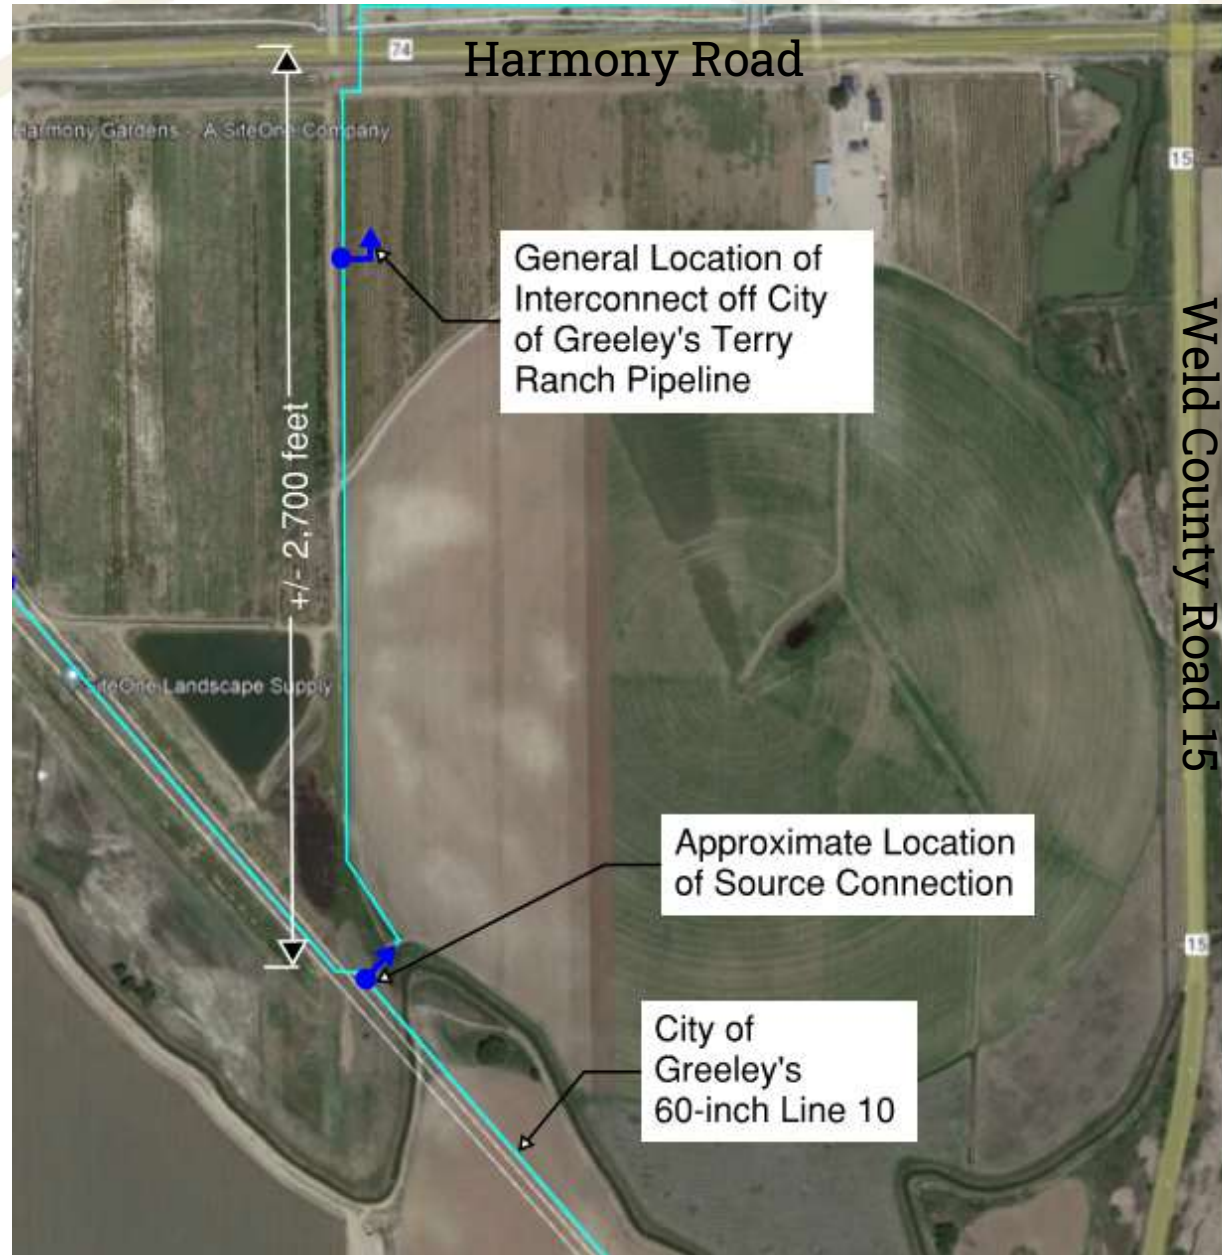 74
Harmony Road
Harmony Gardens - A SiteOne Company
15
General Location of
Interconnect off City
of Greeley's Terry
Ranch Pipeline
Weld County Road 15
+/- 2,700 feet
SiteOne Landscape Supply
Approximate Location
of Source Connection
15
City of
Greeley's
60-inch Line 10